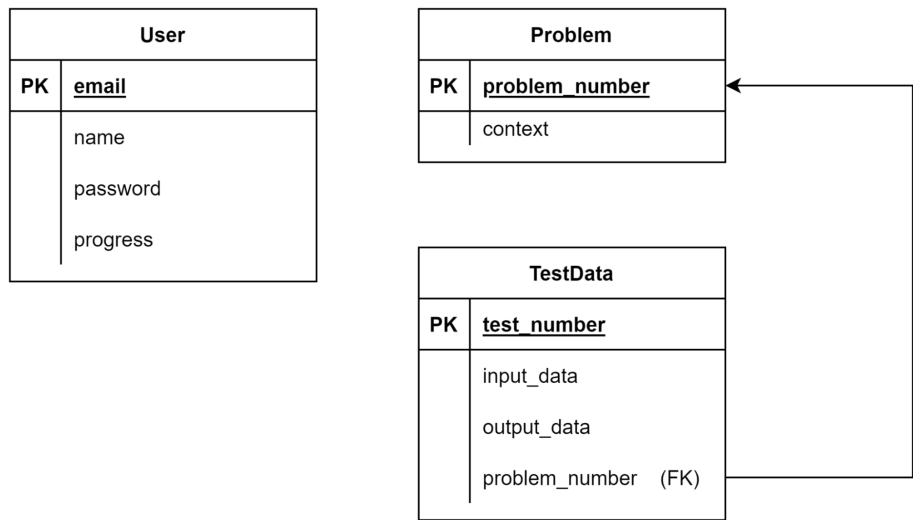 User
PK email
name
password
progress
Problem
PK problem_number
context
TestData
PK test_number
input_data
output_data
problem_number (FK)